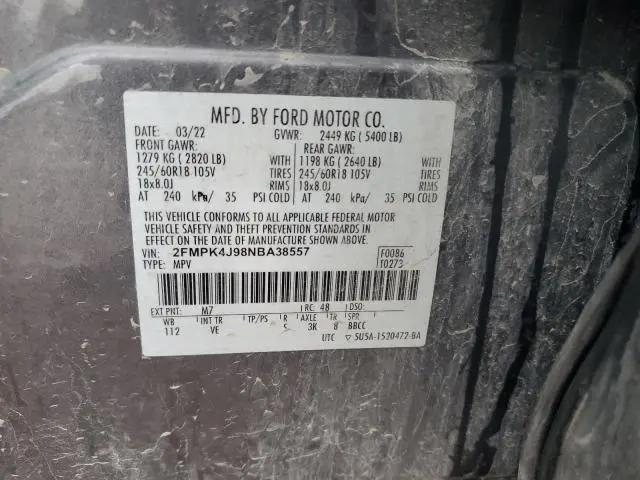 MFD. BY FORD MOTOR CO.
DATE: 03/22 GVWR: 2449 KG (5400 LB)
FRONT GAWR: REAR GAWR:
1279 KG (2820 LB) WITH 1198 KG (2640 LB) WITH
245/60R18 105V TIRES 245/60R18 105V TIRES
18x8.0J RIMS 18x8.0J RIMS
AT 240 kPa/ 35 PSI COLD AT 240 kPa/ 35 PSI COLD
THIS VEHICLE CONFORMS TO ALL APPLICABLE FEDERAL MOTOR
VEHICLE SAFETY AND THEFT PREVENTION STANDARDS IN
EFFECT ON THE DATE OF MANUFACTURE SHOWN ABOVE.
VIN: 2FMPK4J98NBA38557 F0086
TYPE: MPV T0273
EXT PNT: M7 RC: 48 DSO:
WB INT TR TP/PS R AXLE TR SPR
112 VE 5 3K 8 BBCC
UTC ▽ 5U5A-1520472-BA